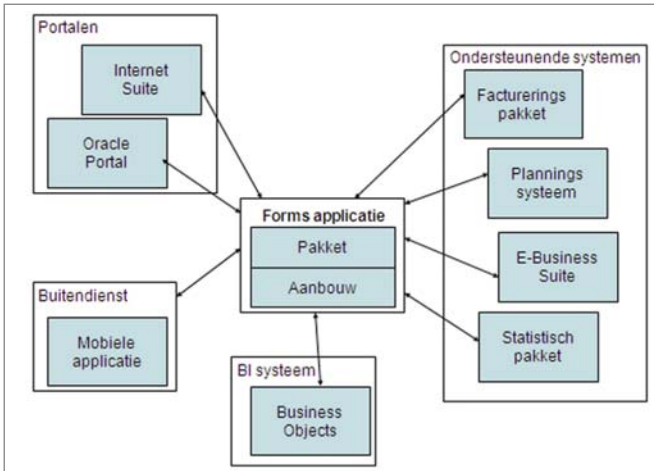 Portalen
Internet
Suite
Oracle
Portal
Ondersteunende systemen
Facturerings
pakket
Plannings
systeem
E-Business
Suite
Statistisch
pakket
Forms applicatie
Pakket
Aanbouw
Buitendienst
Mobiele
applicatie
BI systeem
Business
Objects